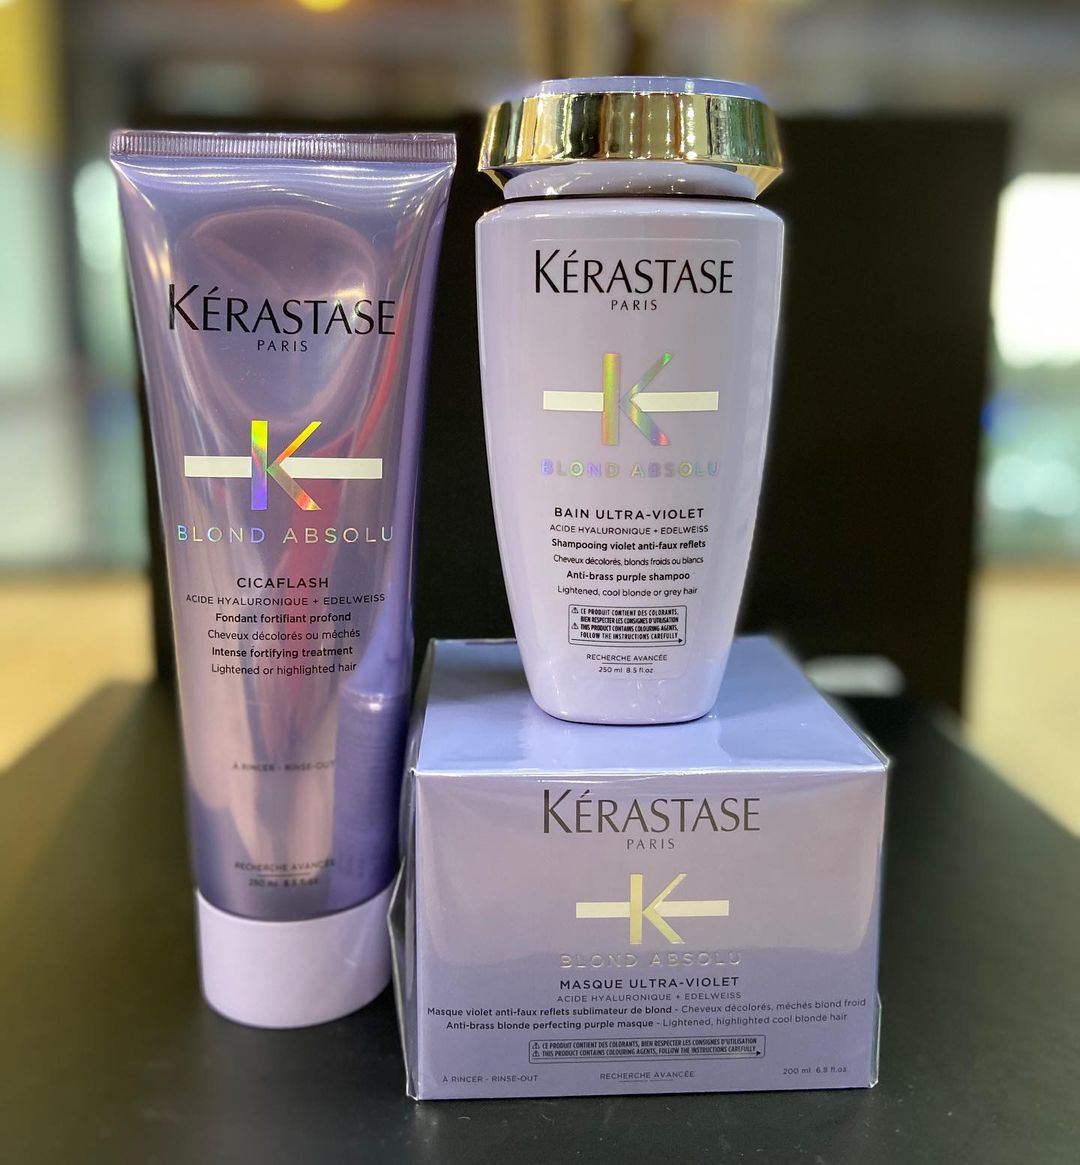 KÉRASTASE
PARIS
K
BLOND ABSOLU
CICAFLASH
ACIDE HYALURONIQUE + EDELWEISS
Fondant fortifiant profond
Cheveux décolorés ou méchés
Intense fortifying treatment
Lightened or highlighted hair
À RINCER - RINSE-OUT
RECHERCHE AVANCÉE
250 ml 8.5 fl.oz.
KÉRASTASE
PARIS
K
BLOND ABSOLU
BAIN ULTRA-VIOLET
ACIDE HYALURONIQUE + EDELWEISS
Shampooing violet anti-faux reflets
Cheveux décolorés, blonds froids ou blancs
Anti-brass purple shampoo
Lightened, cool blonde or grey hair
CE PRODUIT CONTIENT DES COLORANTS,
BIEN RESPECTER LES CONSIGNES D'UTILISATION
THIS PRODUCT CONTAINS COLOURING AGENTS,
FOLLOW THE INSTRUCTIONS CAREFULLY
RECHERCHE AVANCÉE
250 ml 8.5 fl.oz.
KÉRASTASE
PARIS
K
BLOND ABSOLU
MASQUE ULTRA-VIOLET
ACIDE HYALURONIQUE + EDELWEISS
Masque violet anti-faux reflets sublimateur de blond - Cheveux décolorés, méchés blond froid
Anti-brass blonde perfecting purple masque - Lightened, highlighted cool blonde hair
CE PRODUIT CONTIENT DES COLORANTS, BIEN RESPECTER LES CONSIGNES D'UTILISATION
THIS PRODUCT CONTAINS COLOURING AGENTS, FOLLOW THE INSTRUCTIONS CAREFULLY
À RINCER - RINSE-OUT
RECHERCHE AVANCÉE
200 ml 6.8 fl.oz.